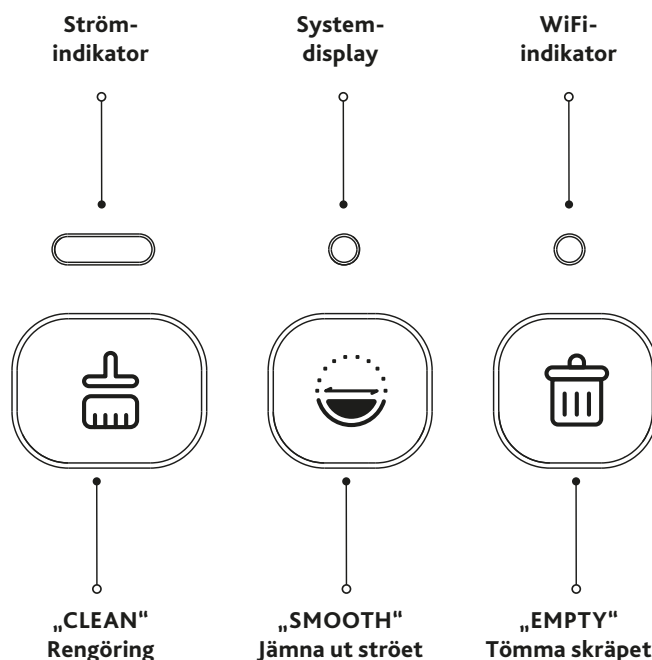 Ström-
indikator
System-
display
WiFi-
indikator
„CLEAN“
Rengöring
„SMOOTH“
Jämna ut ströet
„EMPTY“
Tömma skräpet